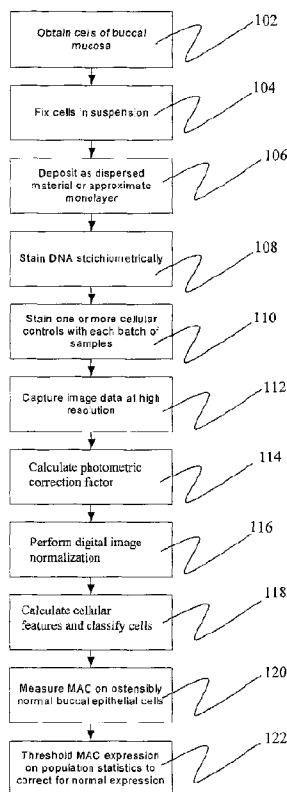 Obtain cells of buccal
mucosa
102
Fix cells in suspension
104
Deposit as dispersed
material or approximate
monolayer
106
Stain DNA stcichiometrically
108
Stain one or more cellular
controls with each batch of
samples
110
Capture image data at high
resolution
112
Calculate photometric
correction factor
114
Perform digital image
normalization
116
Calculate cellular
features and classify cells
118
Measure MAC on ostensibly
normal buccal epithelial cells
120
Threshold MAC expression
on population statistics to
correct for normal expression
122